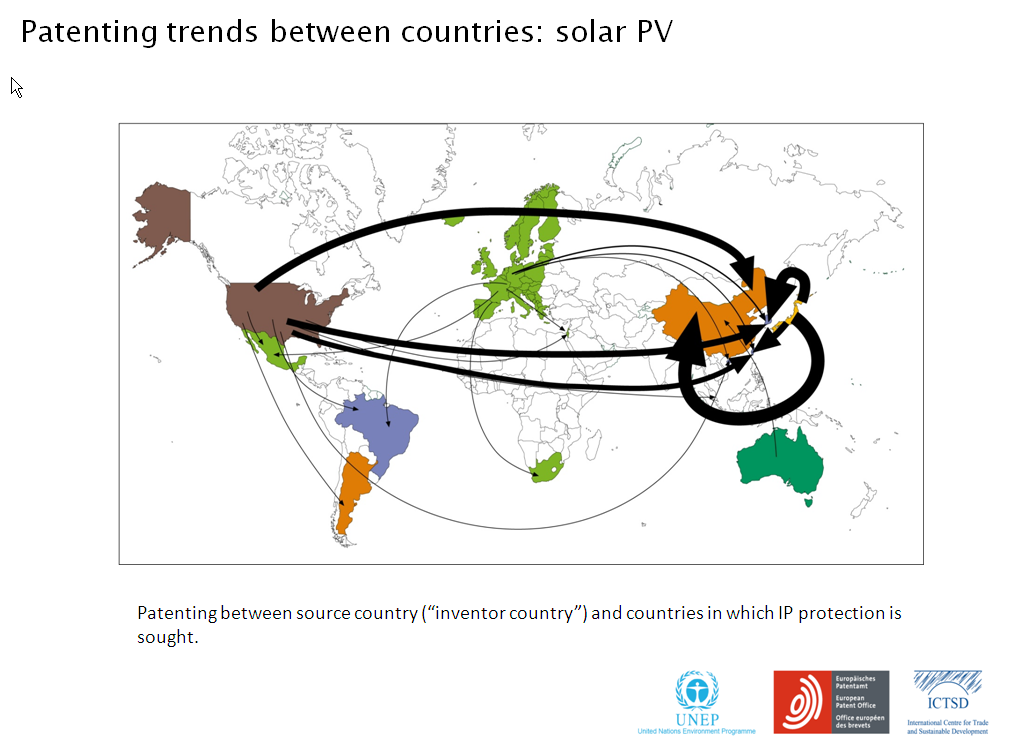 Patenting trends between countries: solar PV
Patenting between source country (“inventor country”) and countries in which IP protection is
sought.
UNEP
United Nations Environment Programme
Europäisches
Patentamt
European
Patent Office
Office européen
des brevets
ICTSD
International Centre for Trade
and Sustainable Development